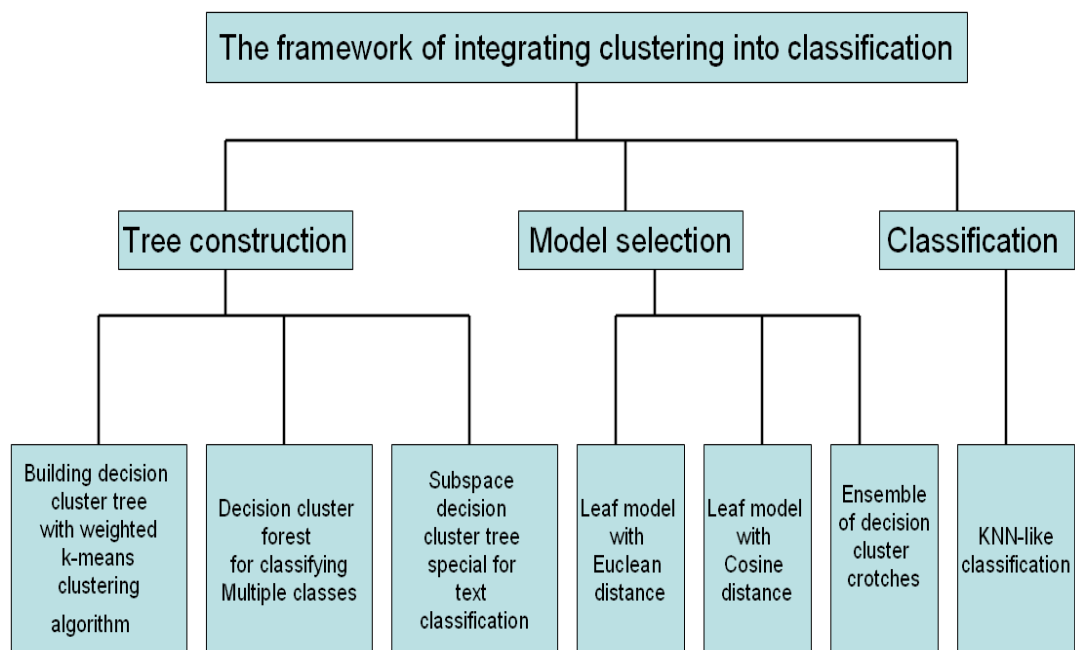 The framework of integrating clustering into classification
Tree construction
Model selection
Classification
Building decision
cluster tree
with weighted
k-means
clustering
algorithm
Decision cluster
forest
for classifying
Multiple classes
Subspace
decision
cluster tree
special for
text
classification
Leaf model
with
Euclean
distance
Leaf model
with
Cosine
distance
Ensemble
of decision
cluster
crotches
KNN-like
classification